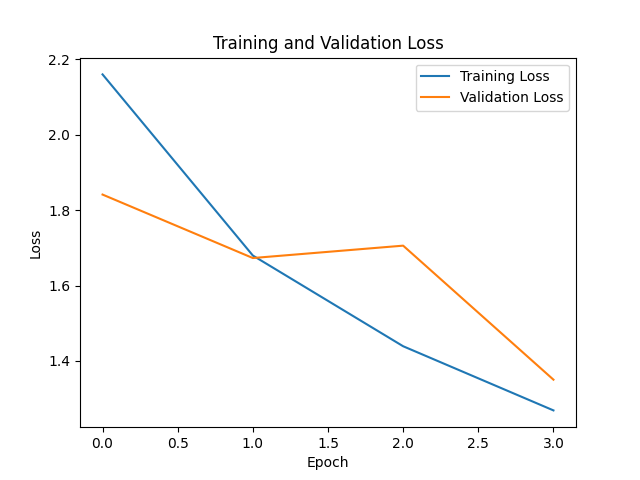 Training and Validation Loss
Training Loss
Validation Loss
2.2
2.0
1.8
1.6
1.4
Loss
0.0 0.5 1.0 1.5 2.0 2.5 3.0
Epoch